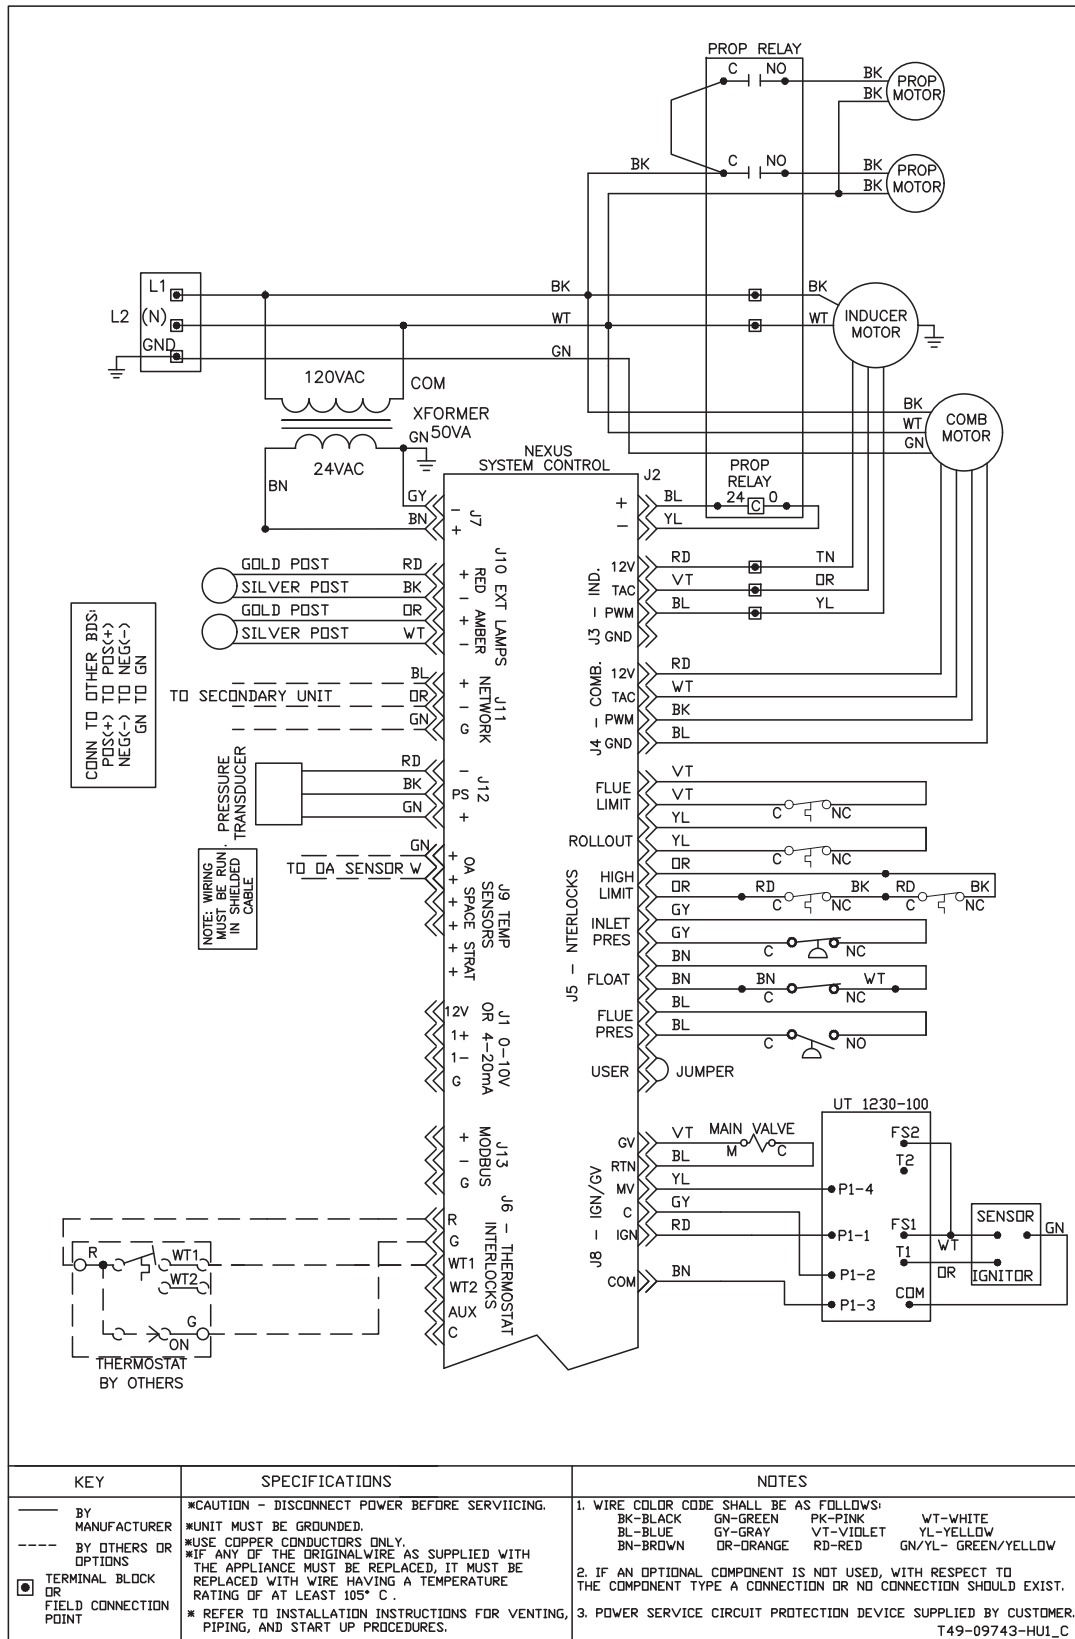 PROP RELAY
C NO BK PROP
BK MOTOR
BK C NO BK PROP
BK MOTOR
L1 BK BK
L2 (N) WT WT INDUCER
MOTOR
GND GN
120VAC COM
XFORMER
50VA
GN
24VAC
BN
BK
WT COMB
GN MOTOR
NEXUS
SYSTEM CONTROL
J2
PROP
RELAY
GY - J7 + BL 24 C 0
BN + - YL
GOLD POST RD +
SILVER POST BK - RED
GOLD POST OR +
SILVER POST WT - AMBER
J10 EXT LAMPS
12V RD TN
TAC VT OR
PWM BL YL
GND
J3 - IND.
CONN TO OTHER BDS:
POS(+) TO POS(+)
NEG(-) TO NEG(-)
GN TO GN
BL +
TO SECONDARY UNIT OR -
GN G
J11
NETWORK
12V RD
TAC WT
PWM BK
GND BL
J4 - COMB.
PRESSURE
TRANSDUCER
RD -
BK PS
GN +
J12
NOTE: WIRING
MUST BE RUN
IN SHIELDED
CABLE
GN +
TO OA SENSOR W +
+
+
+
+
OA SPACE STRAT
J9 TEMP
SENSORS
J5 - NTERLOCKS
FLUE VT
LIMIT VT C NC
YL
ROLLOUT YL C NC
HIGH OR
LIMIT OR RD BK RD BK
C NC C NC
INLET GY
PRES GY C NC
BN
FLOAT BN BN WT
C NC
FLUE BL
PRES BL C NO
USER JUMPER
12V
1+
1-
G
J1 0-10V
OR 4-20mA
+
-
G
J13
MODBUS
UT 1230-100
GV VT MAIN VALVE
M C
RTN BL
MV YL P1-4
C GY
IGN RD P1-1
P1-2
COM BN P1-3
J8 - IGN/GV
FS2
T2
FS1
T1
COM
WT
OR
SENSOR
IGNITOR
GN
R
G
WT1
WT2
AUX
C
J6 - THERMOSTAT
INTERLOCKS
R WT1
WT2
G
ON
THERMOSTAT
BY OTHERS
KEY
BY
MANUFACTURER
BY OTHERS OR
OPTIONS
TERMINAL BLOCK
OR
FIELD CONNECTION
POINT
SPECIFICATIONS
*CAUTION - DISCONNECT POWER BEFORE SERVIICING.
*UNIT MUST BE GROUNDED.
*USE COPPER CONDUCTORS ONLY.
*IF ANY OF THE ORIGINALWIRE AS SUPPLIED WITH
THE APPLIANCE MUST BE REPLACED, IT MUST BE
REPLACED WITH WIRE HAVING A TEMPERATURE
RATING OF AT LEAST 105° C .
* REFER TO INSTALLATION INSTRUCTIONS FOR VENTING,
PIPING, AND START UP PROCEDURES.
NOTES
1. WIRE COLOR CODE SHALL BE AS FOLLOWS:
BK-BLACK GN-GREEN PK-PINK WT-WHITE
BL-BLUE GY-GRAY VT-VIOLET YL-YELLOW
BN-BROWN OR-ORANGE RD-RED GN/YL- GREEN/YELLOW
2. IF AN OPTIONAL COMPONENT IS NOT USED, WITH RESPECT TO
THE COMPONENT TYPE A CONNECTION OR NO CONNECTION SHOULD EXIST.
3. POWER SERVICE CIRCUIT PROTECTION DEVICE SUPPLIED BY CUSTOMER.
T49-09743-HU1_C